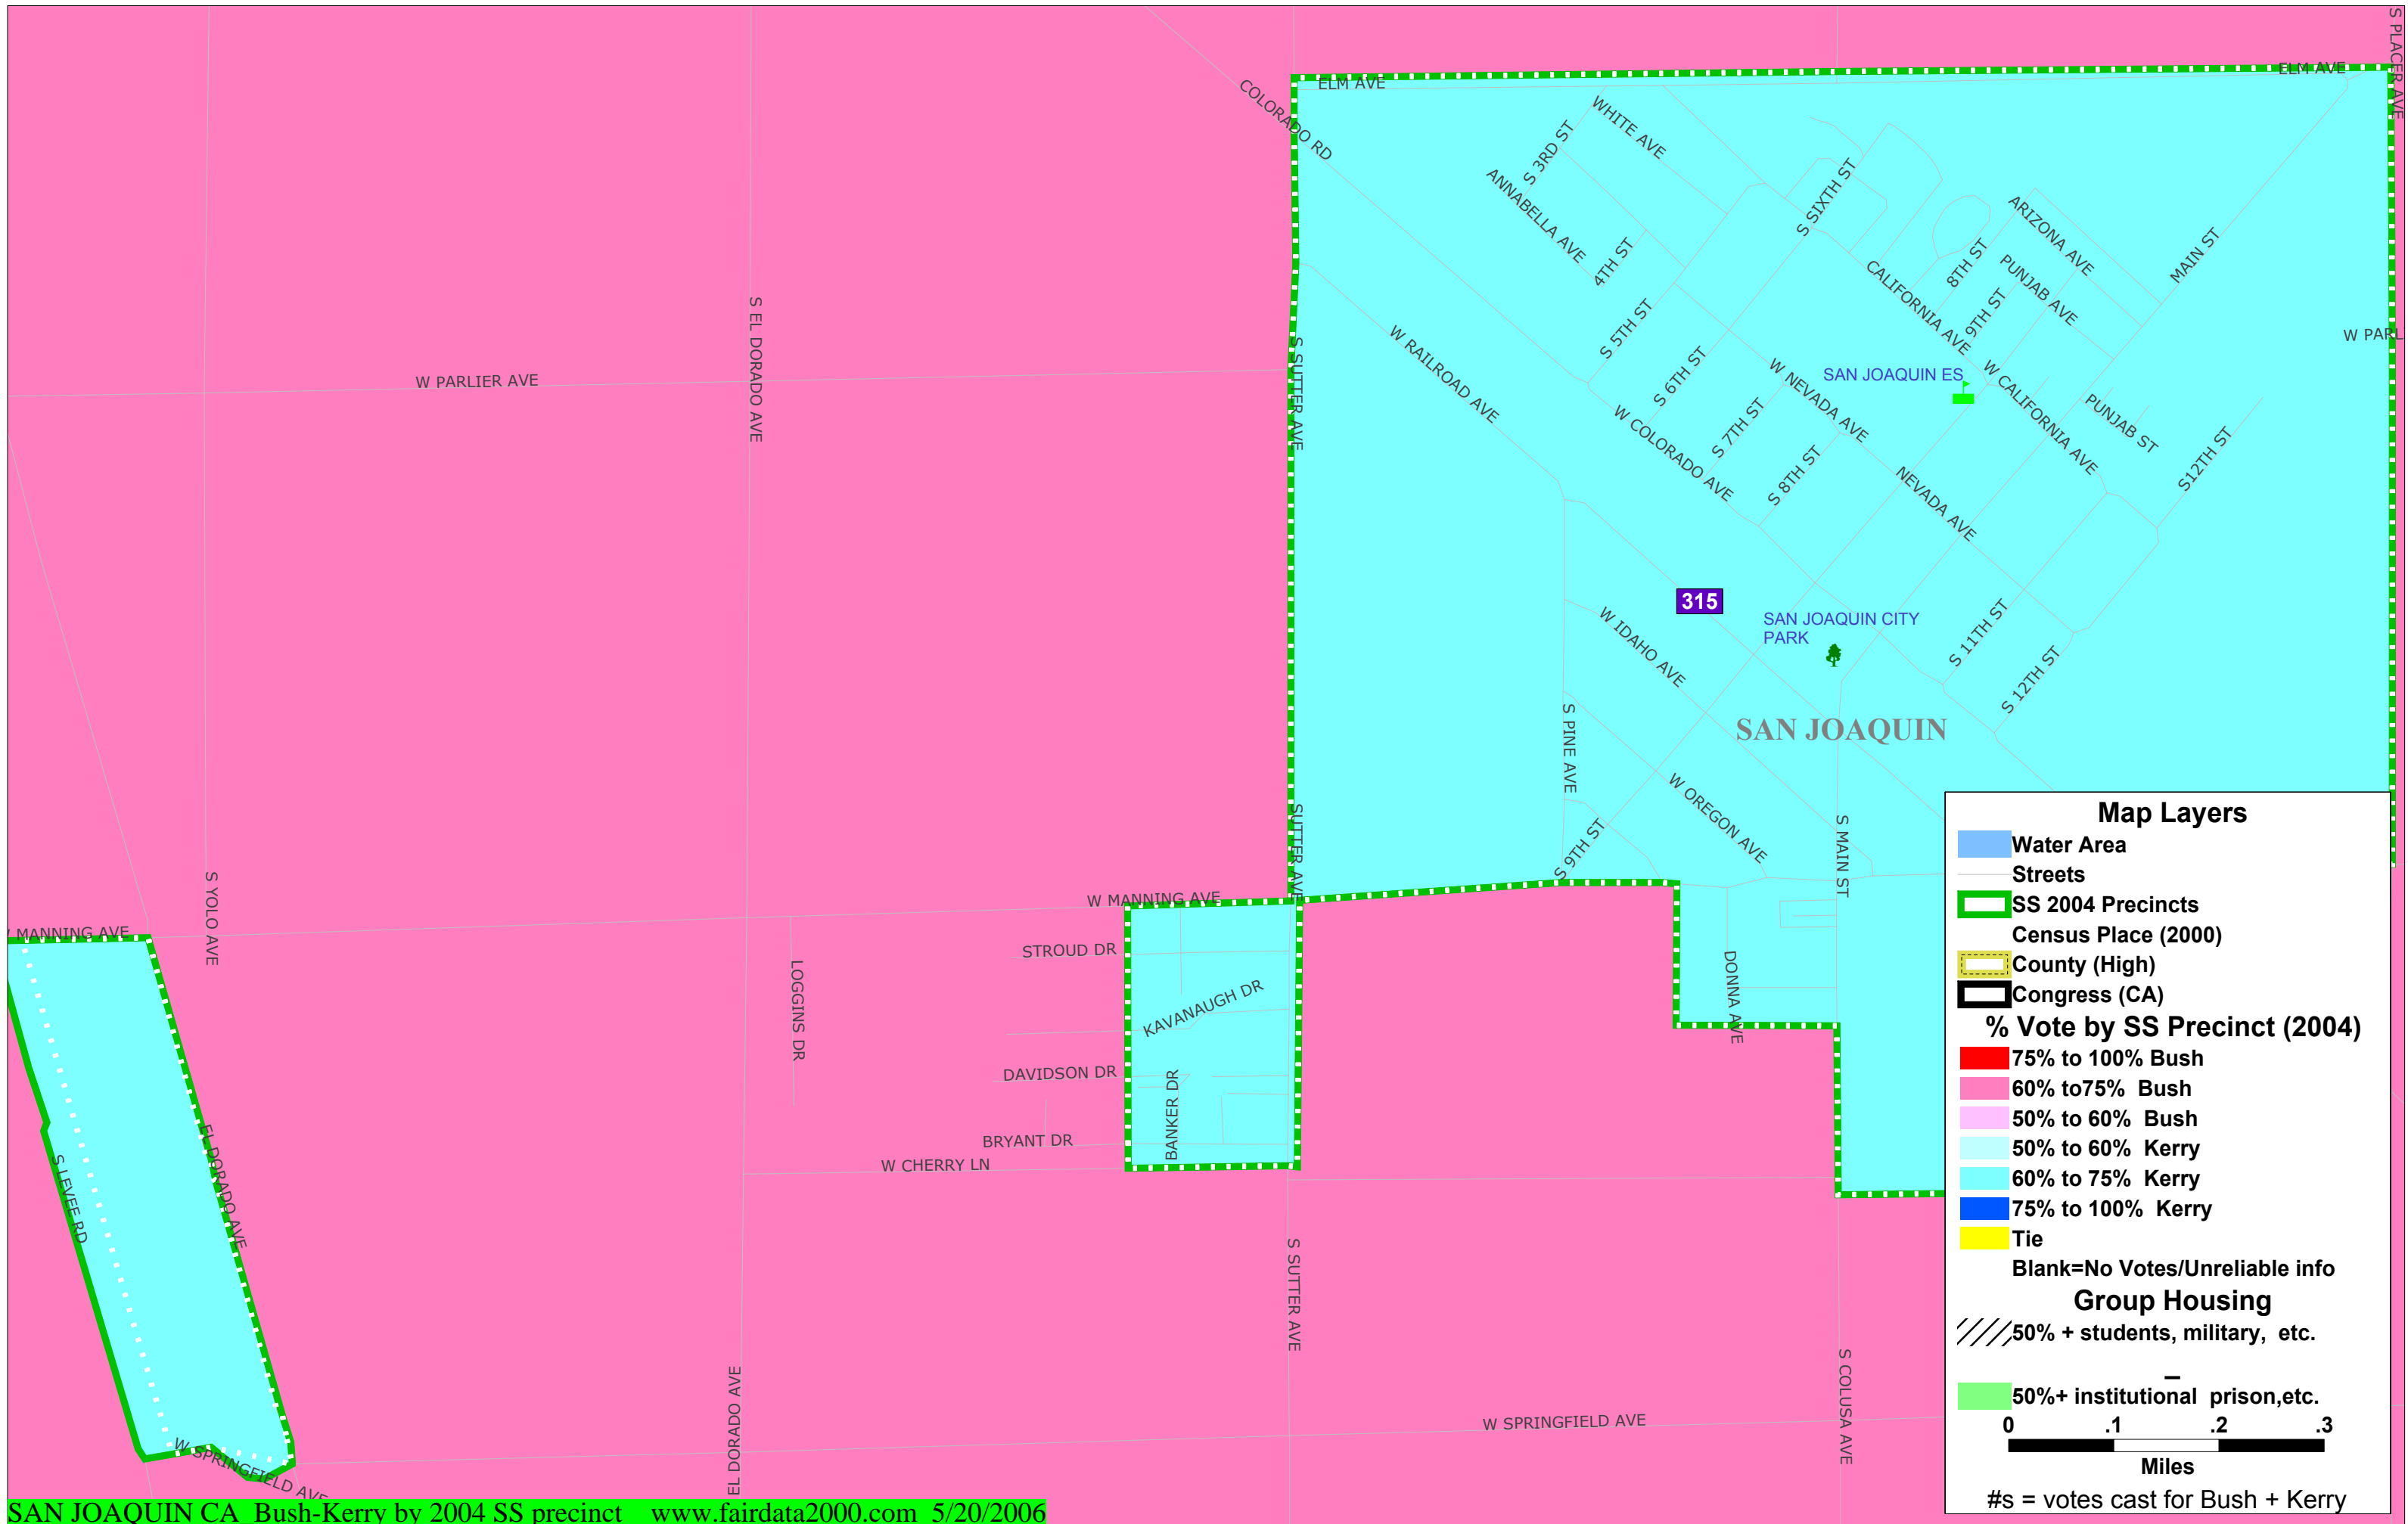 S PLACER AVE
ELM AVE
ELM AVE
COLORADO RD
WHITE AVE
S 3RD ST
ANNABELLA AVE
4TH ST
S SIXTH ST
ARIZONA AVE
8TH ST
PUNJAB AVE
MAIN ST
CALIFORNIA AVE
9TH ST
S 5TH ST
W PARL
S EL DORADO AVE
W PARLIER AVE
S SUTTER AVE
W RAILROAD AVE
S 6TH ST
W NEVADA AVE
SAN JOAQUIN ES
W CALIFORNIA AVE
PUNJAB ST
W COLORADO AVE
S 7TH ST
S 8TH ST
NEVADA AVE
S12TH ST
315
SAN JOAQUIN CITY
PARK
W IDAHO AVE
S 11TH ST
S 12TH ST
SAN JOAQUIN
S PINE AVE
W OREGON AVE
S 9TH ST
S MAIN ST
SUTTER AVE
S YOLO AVE
W MANNING AVE
MANNING AVE
STROUD DR
LOGGINS DR
KAVANAUGH DR
DONNA AVE
DAVIDSON DR
BANKER DR
BRYANT DR
W CHERRY LN
S LEVEE RD
EL DORADO AVE
S SUTTER AVE
EL DORADO AVE
W SPRINGFIELD AVE
S COLUSA AVE
W SPRINGFIELD AVE
Map Layers
Water Area
Streets
SS 2004 Precincts
Census Place (2000)
County (High)
Congress (CA)
% Vote by SS Precinct (2004)
75% to 100% Bush
60% to75% Bush
50% to 60% Bush
50% to 60% Kerry
60% to 75% Kerry
75% to 100% Kerry
Tie
Blank=No Votes/Unreliable info
Group Housing
50% + students, military, etc.
50%+ institutional prison,etc.
0 .1 .2 .3
Miles
#s = votes cast for Bush + Kerry
SAN JOAQUIN CA Bush-Kerry by 2004 SS precinct www.fairdata2000.com 5/20/2006